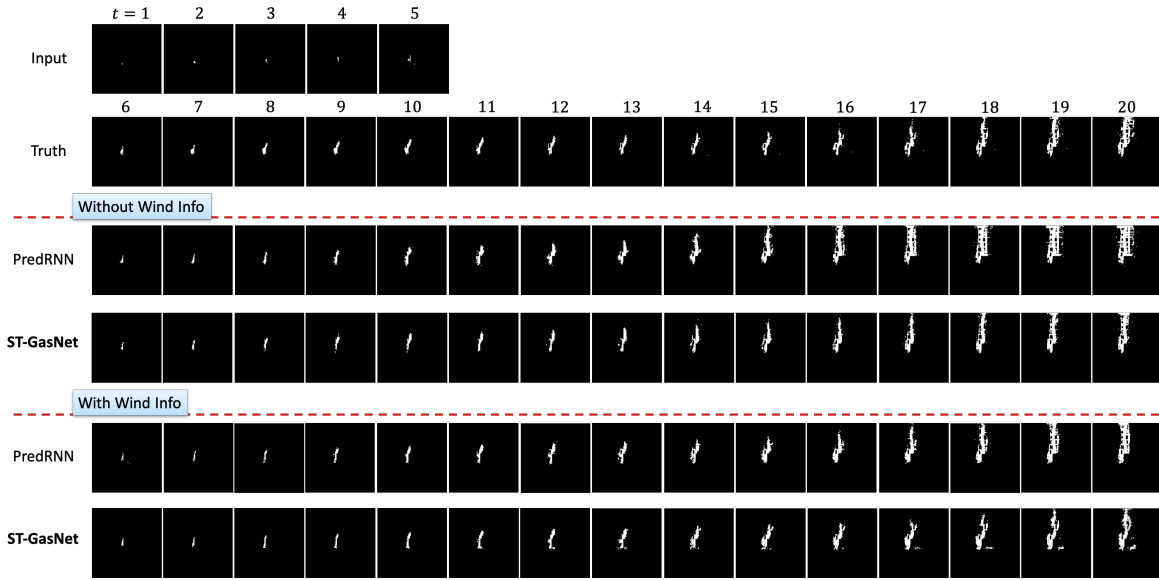 t = 1 2 3 4 5
Input
6 7 8 9 10 11 12 13 14 15 16 17 18 19 20
Truth
Without Wind Info
PredRNN
ST-GasNet
With Wind Info
PredRNN
ST-GasNet